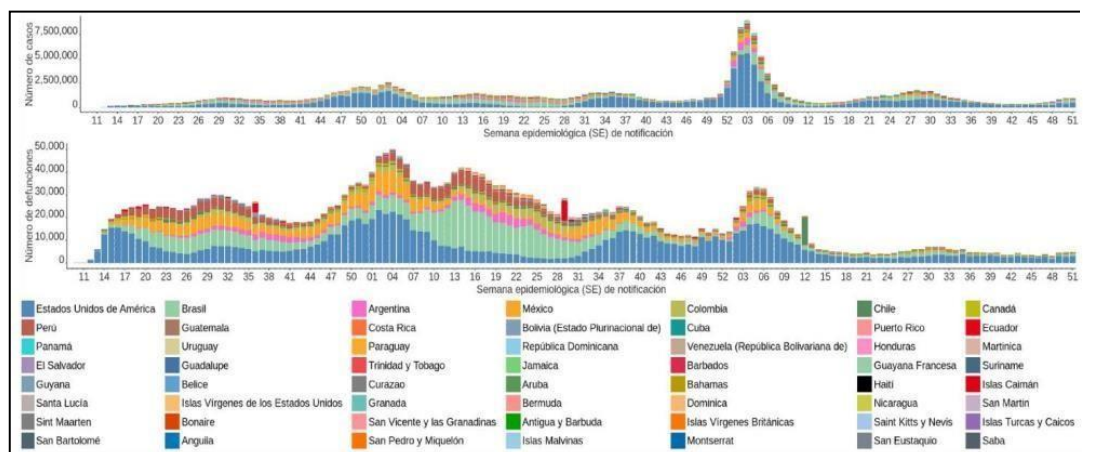 Número de casos
7,500,000
5,000,000
2,500,000
0
11 14 17 20 23 26 29 32 35 38 41 44 47 50 01 04 07 10 13 16 19 22 25 28 31 34 37 40 43 46 49 52 03 06 09 12 15 18 21 24 27 30 33 36 39 42 45 48 51
Semana epidemiológica (SE) de notificación
Número de defunciones
50,000
40,000
30,000
20,000
10,000
0
11 14 17 20 23 26 29 32 35 38 41 44 47 50 01 04 07 10 13 16 19 22 25 28 31 34 37 40 43 46 49 52 03 06 09 12 15 18 21 24 27 30 33 36 39 42 45 48 51
Semana epidemiológica (SE) de notificación
Estados Unidos de América Brasil Argentina México Colombia Chile Canadá
Perú Guatemala Costa Rica Bolivia (Estado Plurinacional de) Cuba Puerto Rico Ecuador
Panamá Uruguay Paraguay República Dominicana Venezuela (República Bolivariana de) Honduras Martinica
El Salvador Guadalupe Trinidad y Tobago Jamaica Barbados Guayana Francesa Suriname
Guyana Belice Curazao Aruba Bahamas Haití Islas Caimán
Santa Lucía Islas Vírgenes de los Estados Unidos Granada Bermuda Dominica Nicaragua San Martin
Sint Maarten Bonaire San Vicente y las Granadinas Antigua y Barbuda Islas Vírgenes Británicas Saint Kitts y Nevis Islas Turcas y Caicos
San Bartolomé Anguila San Pedro y Miquelón Islas Malvinas Montserrat San Eustaquio Saba